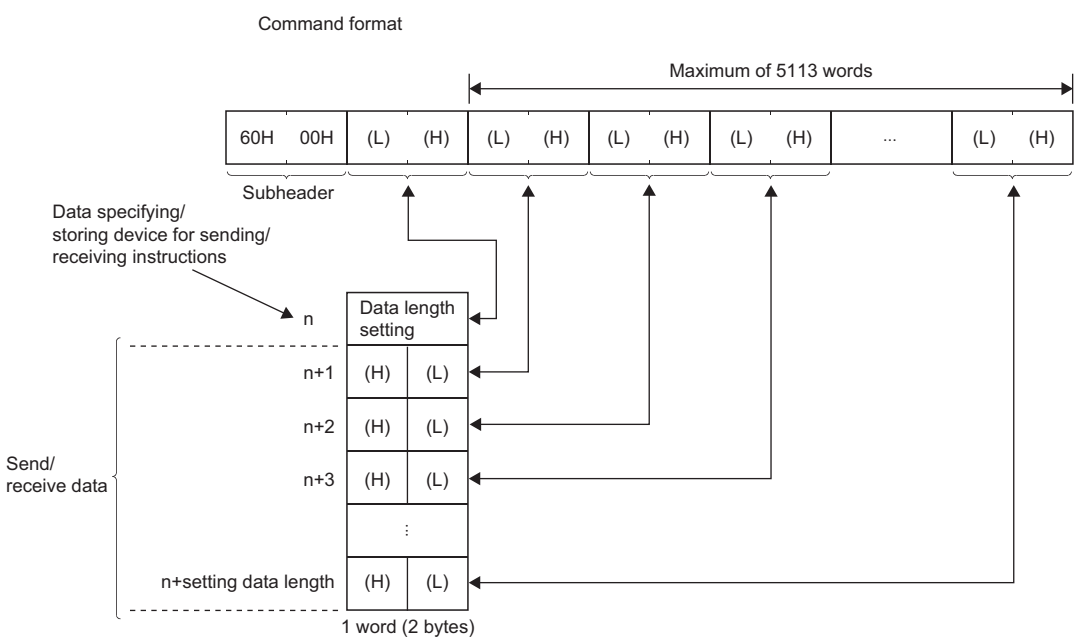 Command format
Maximum of 5113 words
60H 00H (L) (H) (L) (H) (L) (H) (L) (H) ... (L) (H)
Subheader
Data specifying/
storing device for sending/
receiving instructions
n
Data length
setting
n+1 (H) (L)
n+2 (H) (L)
n+3 (H) (L)
⋮
Send/
receive data
n+setting data length (H) (L)
1 word (2 bytes)